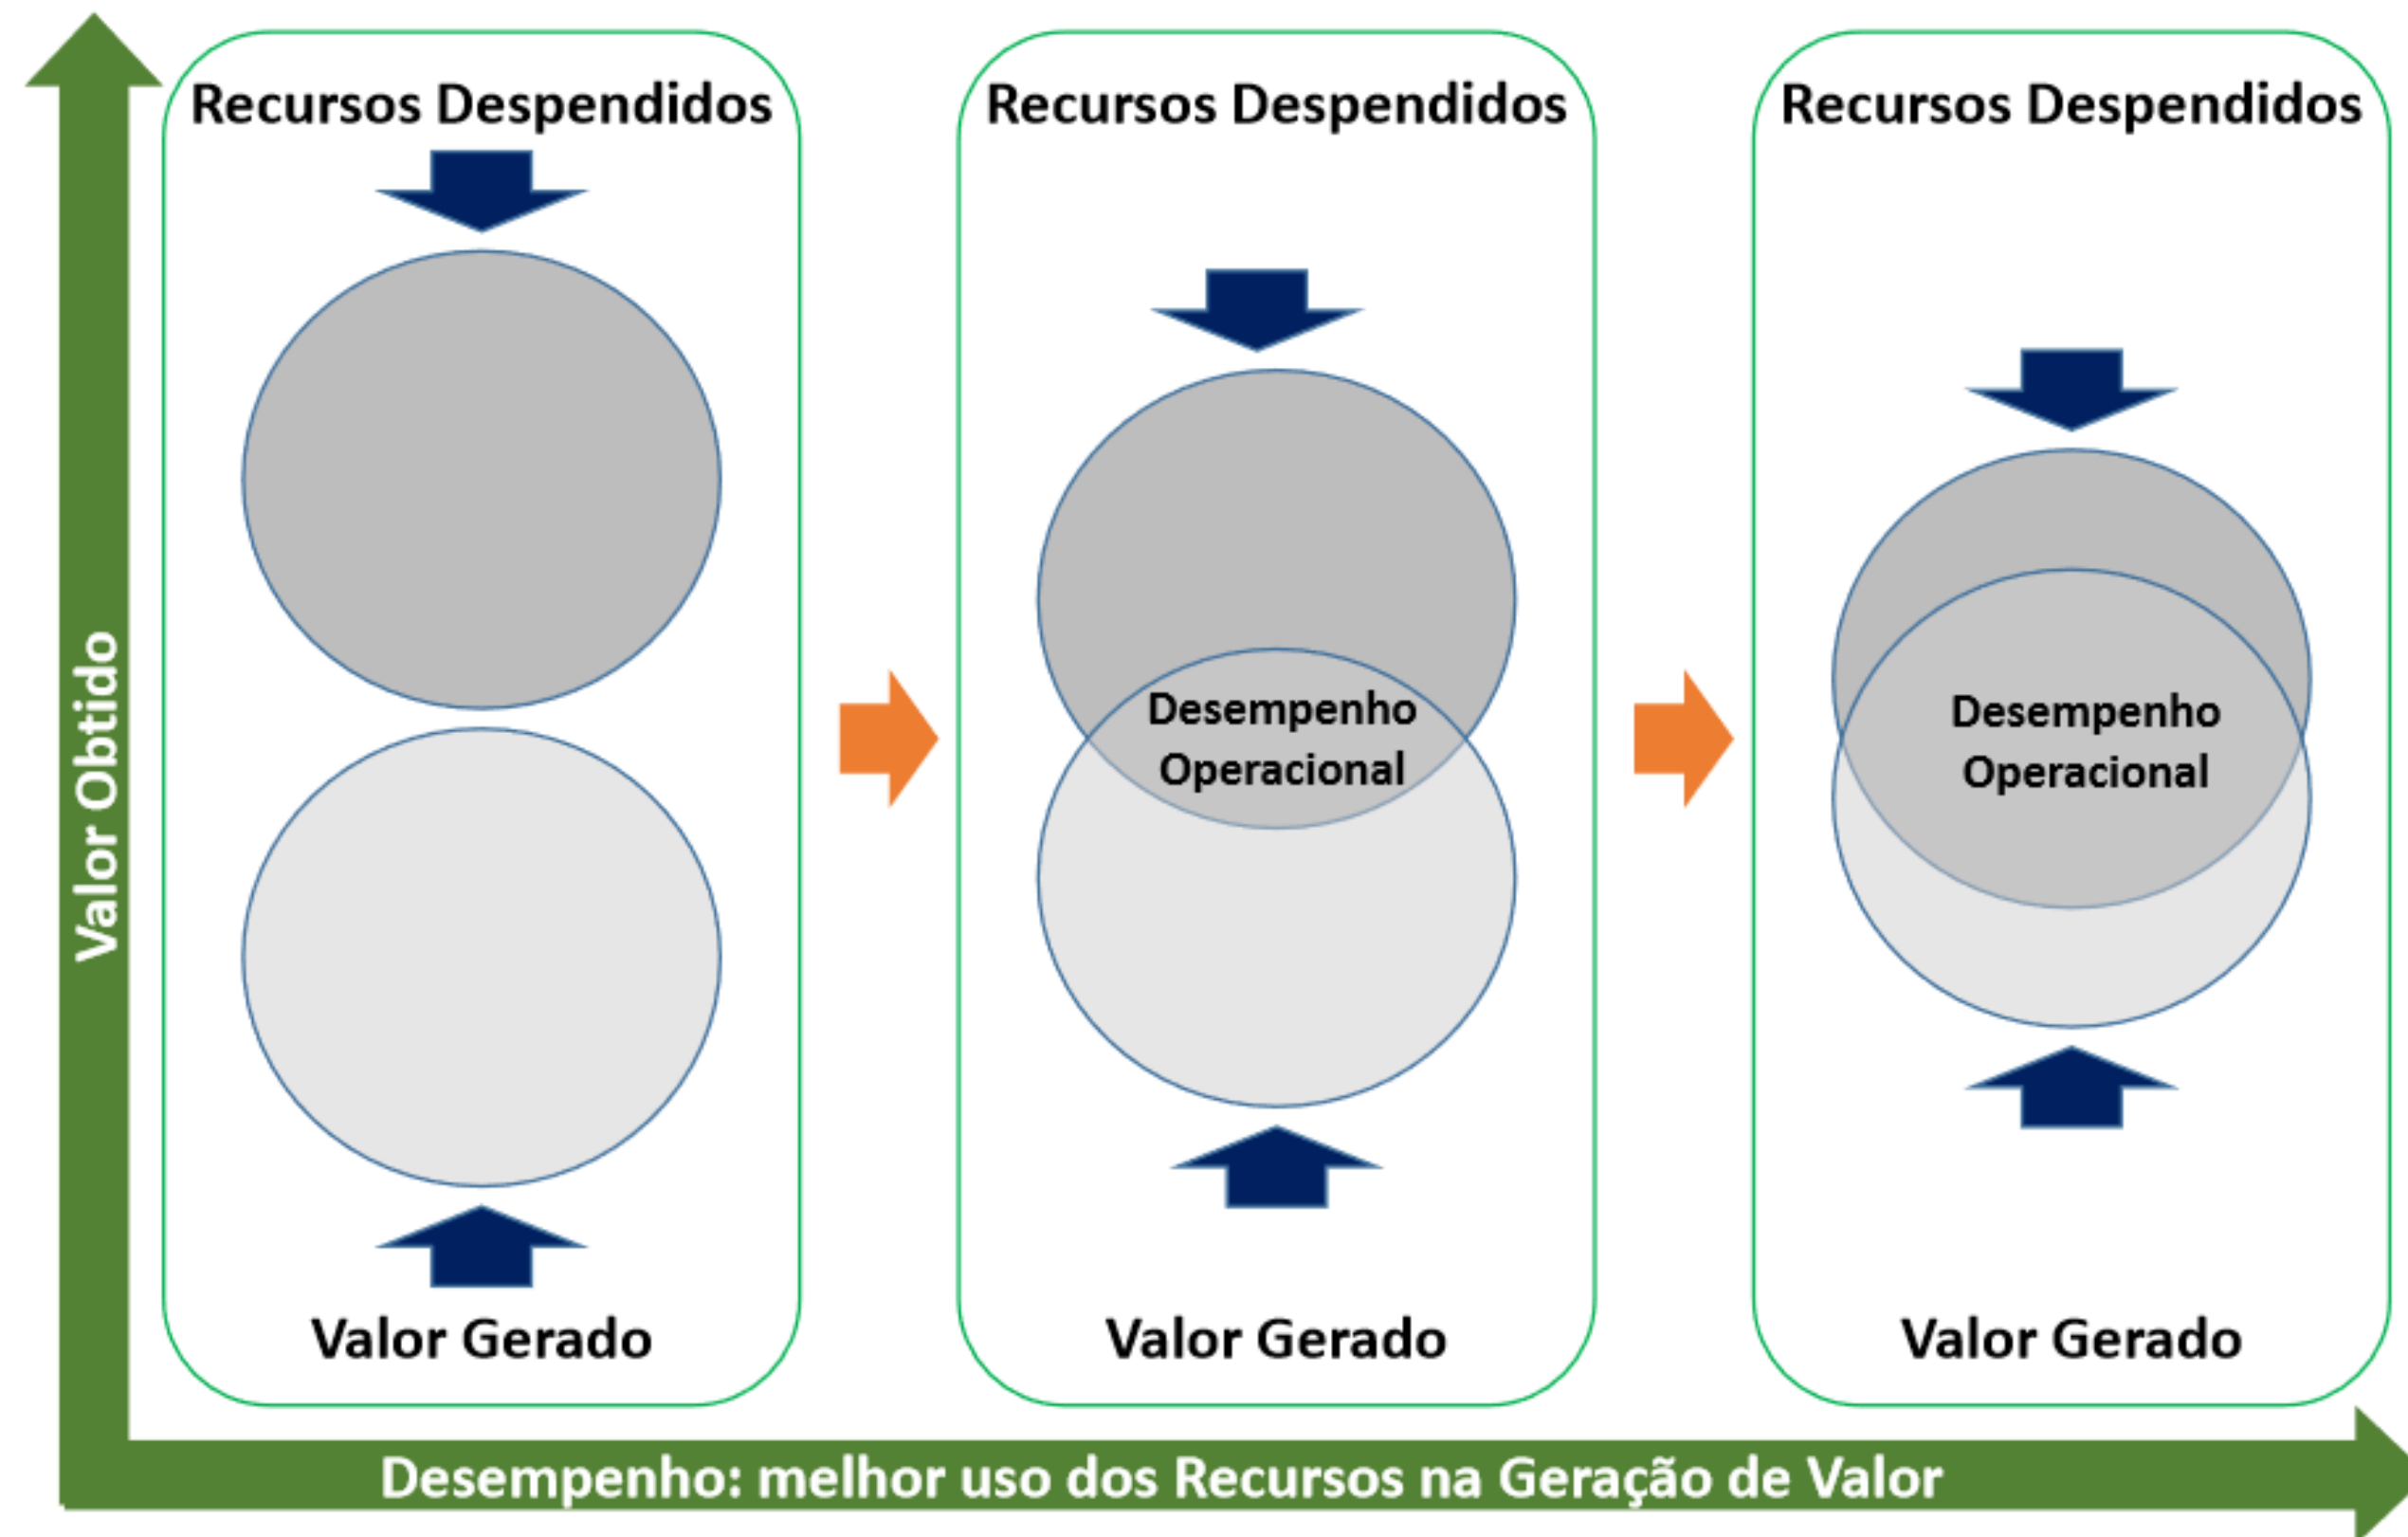 Recursos Despendidos
Recursos Despendidos
Recursos Despendidos
Valor Obtido
Desempenho
Operacional
Desempenho
Operacional
Valor Gerado
Valor Gerado
Valor Gerado
Desempenho: melhor uso dos Recursos na Geração de Valor